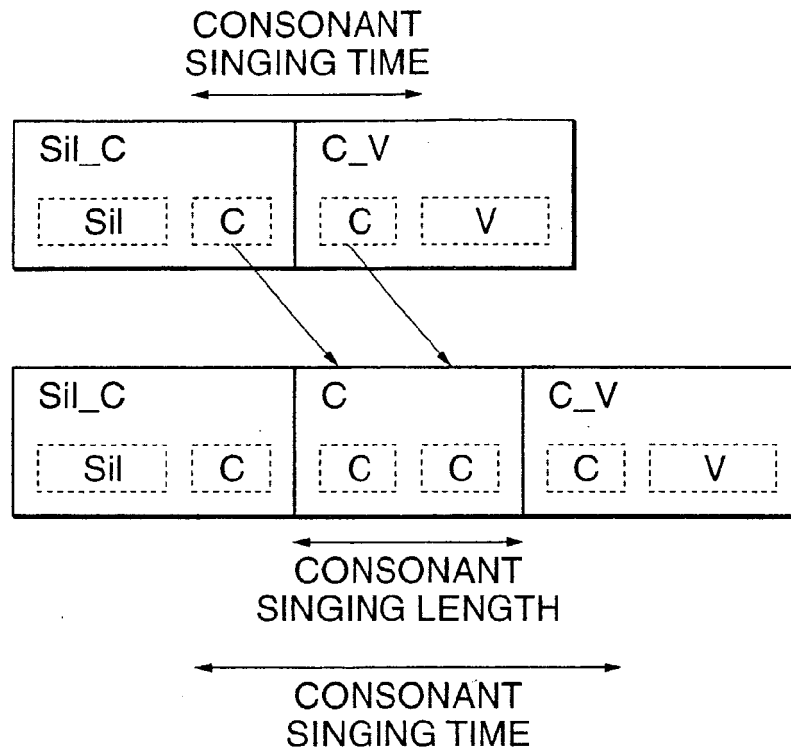 CONSONANT
SINGING TIME
Sil_C C_V
Sil C C V
Sil_C C C_V
Sil C C C C V
CONSONANT
SINGING LENGTH
CONSONANT
SINGING TIME